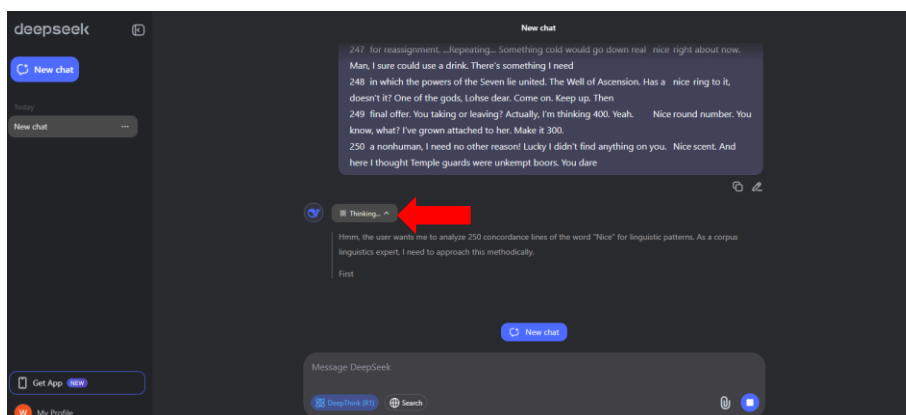 deepseek
New chat
Today
New chat
Get App NEW
My Profile
New chat
247 for reassignment. ...Repeating... Something cold would go down real nice right about now.
Man, I sure could use a drink. There's something I need
248 in which the powers of the Seven lie united. The Well of Ascension. Has a nice ring to it,
doesn't it? One of the gods, Lohse dear. Come on. Keep up. Then
249 final offer. You taking or leaving? Actually, I'm thinking 400. Yeah. Nice round number. You
know, what? I've grown attached to her. Make it 300.
250 a nonhuman, I need no other reason! Lucky I didn't find anything on you. Nice scent. And
here I thought Temple guards were unkempt boors. You dare
Thinking...
Hmm, the user wants me to analyze 250 concordance lines of the word "Nice" for linguistic patterns. As a corpus
linguistics expert, I need to approach this methodically.
First
New chat
Message DeepSeek
DeepThink (R1) Search